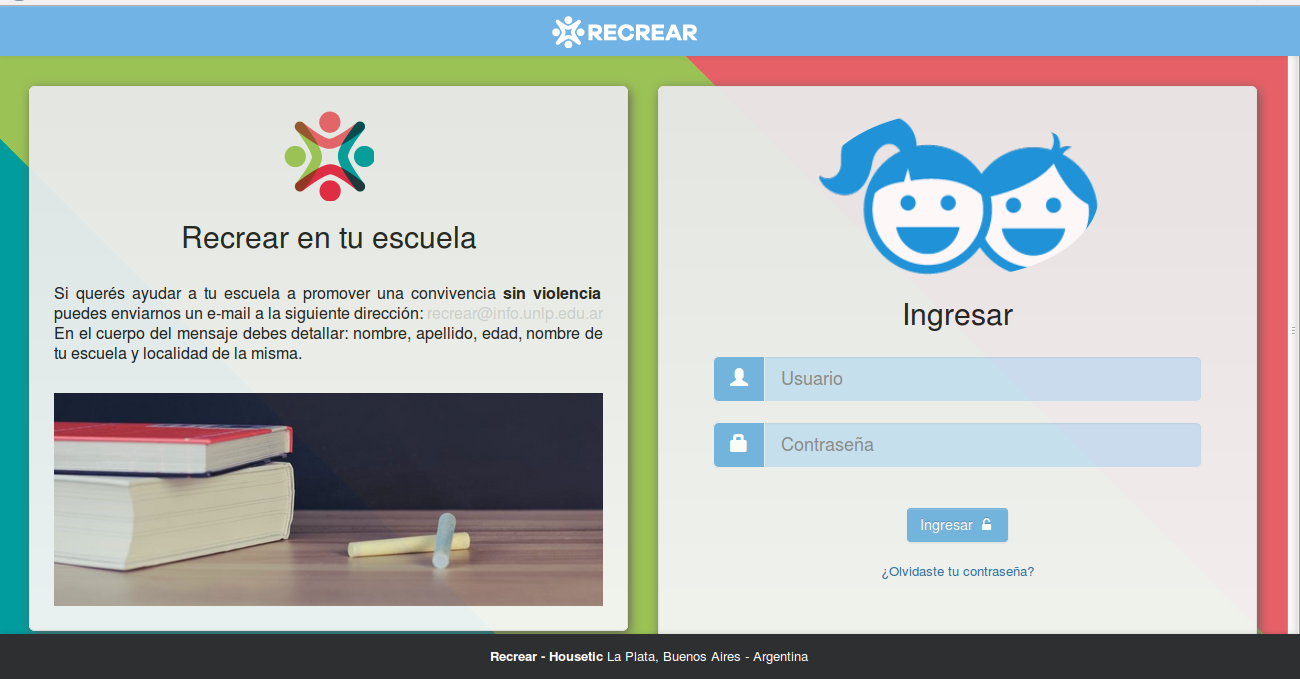 RECREAR
Recrear en tu escuela
Si querés ayudar a tu escuela a promover una convivencia sin violencia
puedes enviarnos un e-mail a la siguiente dirección: recrear@info.unlp.edu.ar
En el cuerpo del mensaje debes detallar: nombre, apellido, edad, nombre de
tu escuela y localidad de la misma.
Ingresar
Usuario
Contraseña
Ingresar
¿Olvidaste tu contraseña?
Recrear - Housetic La Plata, Buenos Aires - Argentina